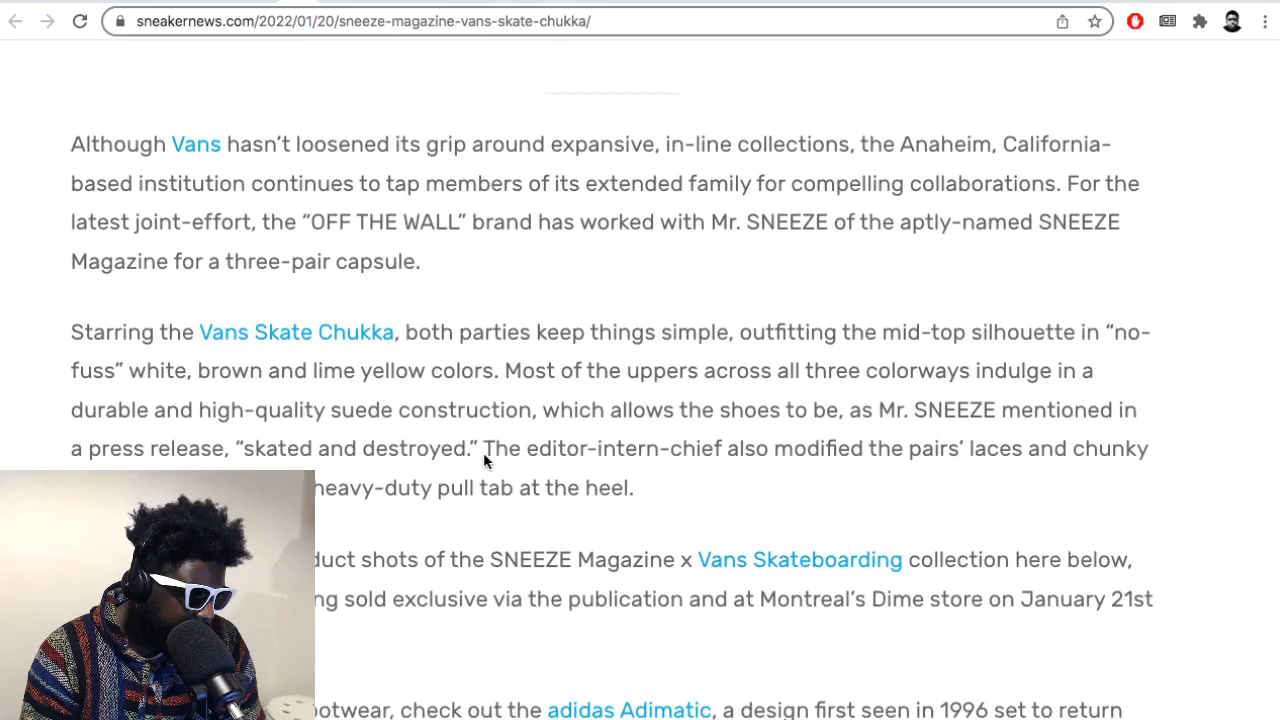 sneakernews.com/2022/01/20/sneeze-magazine-vans-skate-chukka/
Although Vans hasn’t loosened its grip around expansive, in-line collections, the Anaheim, California-
based institution continues to tap members of its extended family for compelling collaborations. For the
latest joint-effort, the “OFF THE WALL” brand has worked with Mr. SNEEZE of the aptly-named SNEEZE
Magazine for a three-pair capsule.
Starring the Vans Skate Chukka, both parties keep things simple, outfitting the mid-top silhouette in “no-
fuss” white, brown and lime yellow colors. Most of the uppers across all three colorways indulge in a
durable and high-quality suede construction, which allows the shoes to be, as Mr. SNEEZE mentioned in
a press release, “skated and destroyed.” The editor-intern-chief also modified the pairs’ laces and chunky
heavy-duty pull tab at the heel.
duct shots of the SNEEZE Magazine x Vans Skateboarding collection here below,
ng sold exclusive via the publication and at Montreal’s Dime store on January 21st
ootwear, check out the adidas Adimatic, a design first seen in 1996 set to return